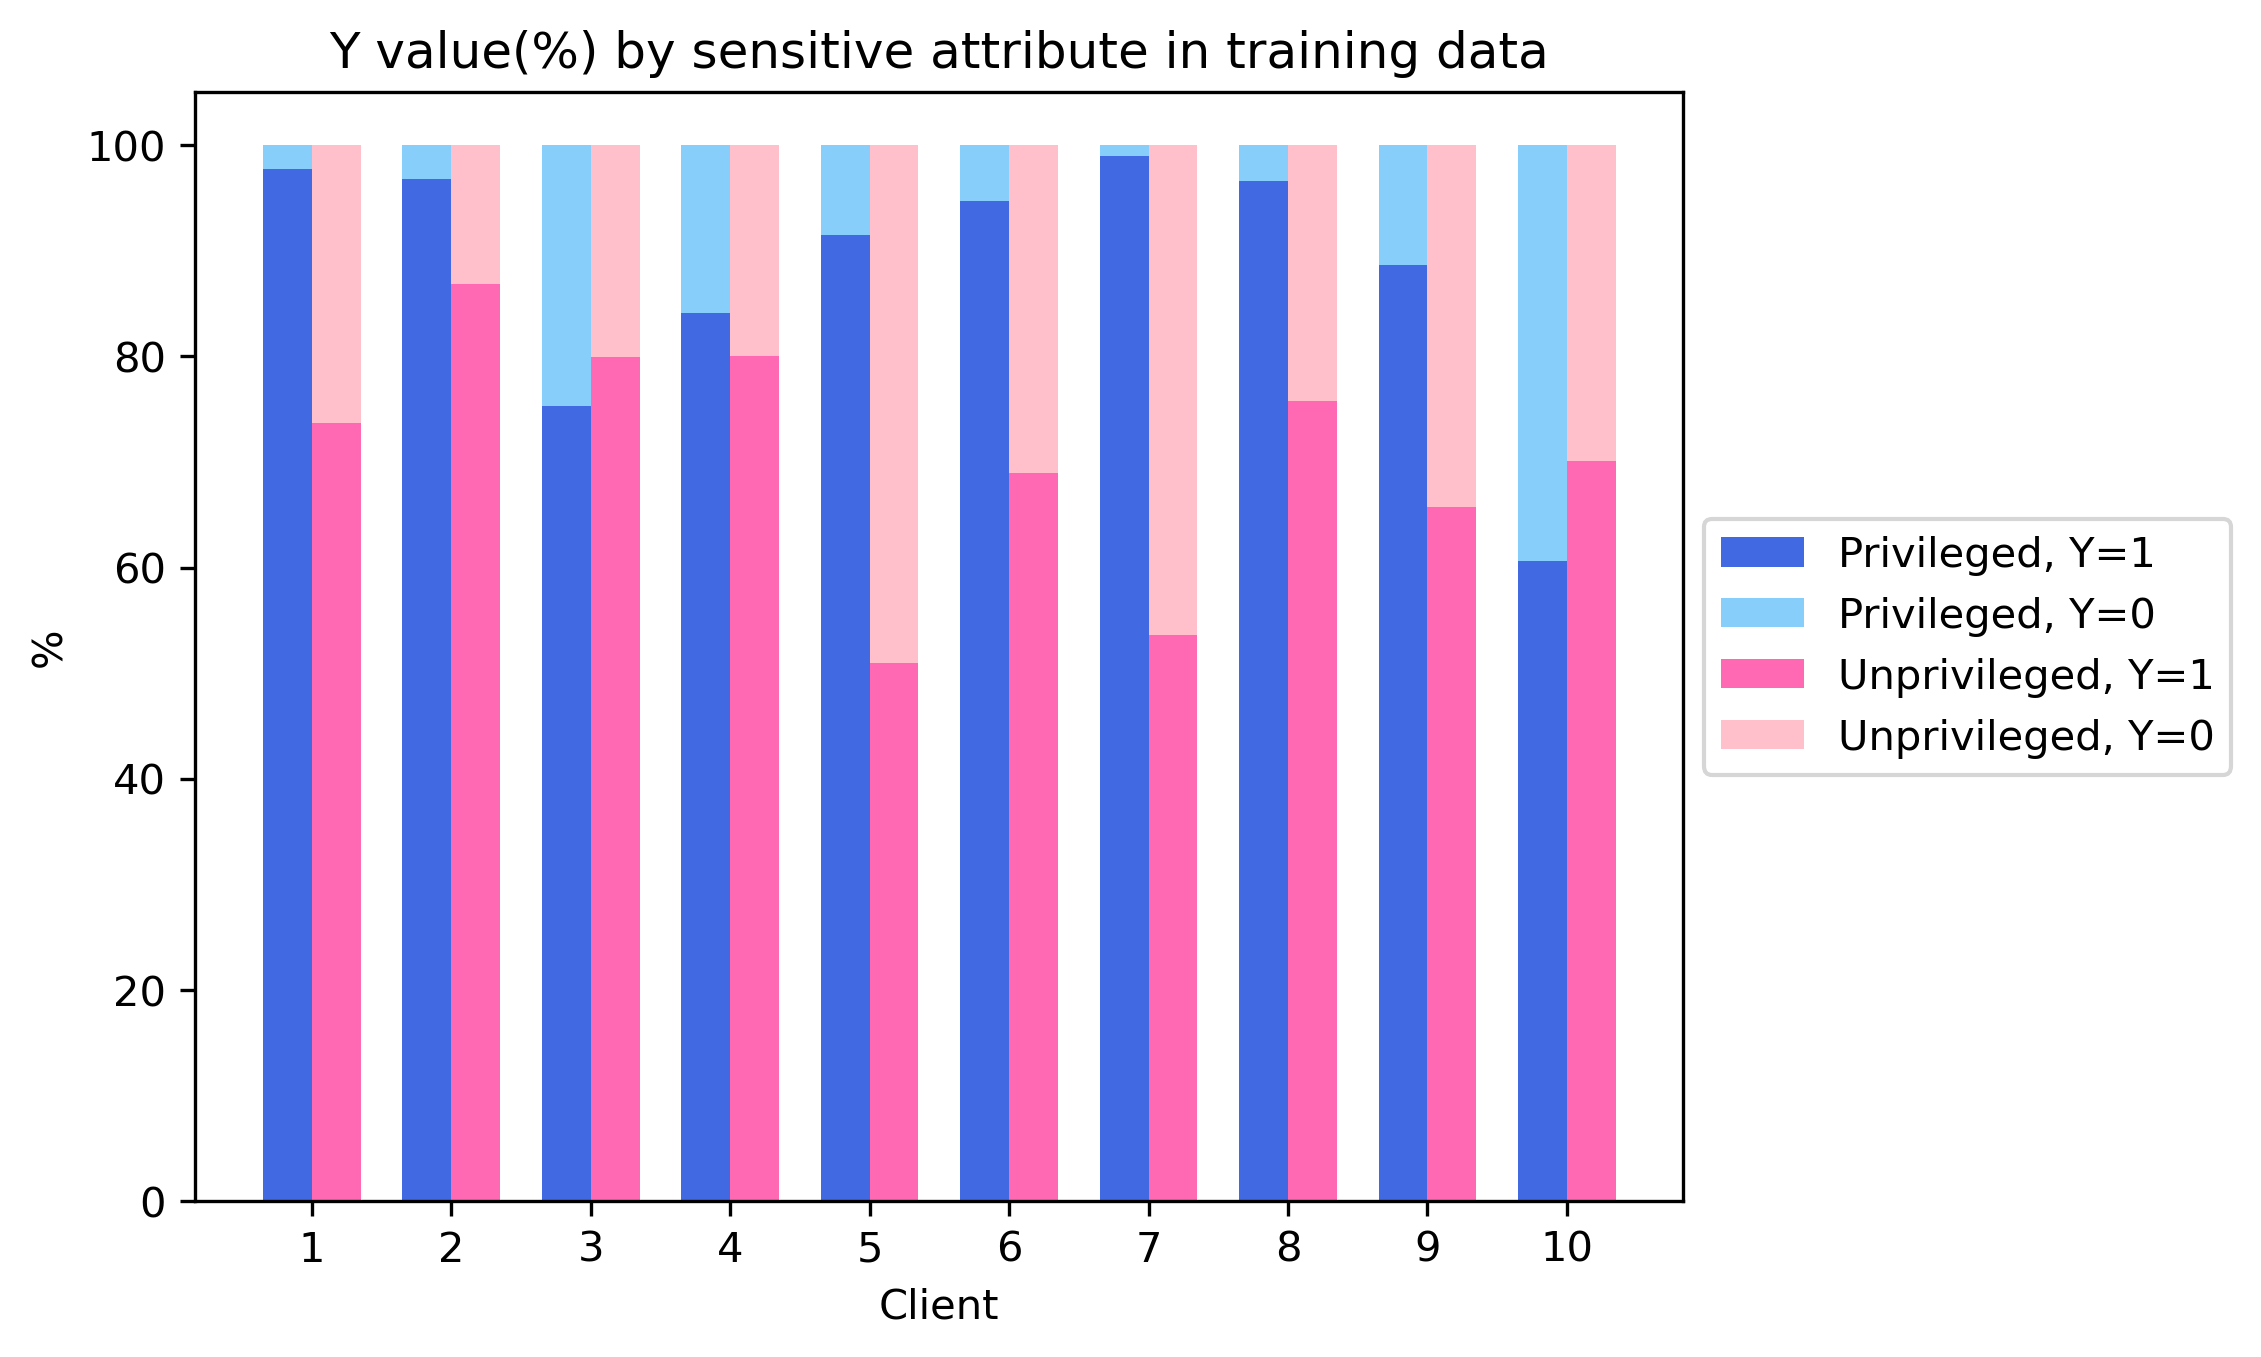 Y value(%) by sensitive attribute in training data
100
80
60
40
20
0
%
1 2 3 4 5 6 7 8 9 10
Client
Privileged, Y=1
Privileged, Y=0
Unprivileged, Y=1
Unprivileged, Y=0